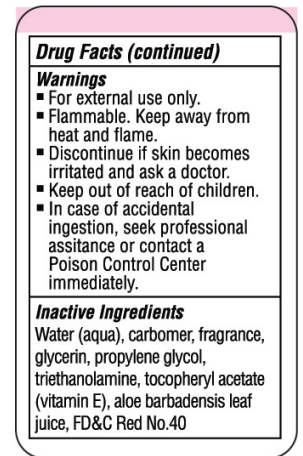 Drug Facts (continued)
Warnings
▪ For external use only.
▪ Flammable. Keep away from
heat and flame.
▪ Discontinue if skin becomes
irritated and ask a doctor.
▪ Keep out of reach of children.
▪ In case of accidental
ingestion, seek professional
assitance or contact a
Poison Control Center
immediately.
Inactive Ingredients
Water (aqua), carbomer, fragrance,
glycerin, propylene glycol,
triethanolamine, tocopheryl acetate
(vitamin E), aloe barbadensis leaf
juice, FD&C Red No.40